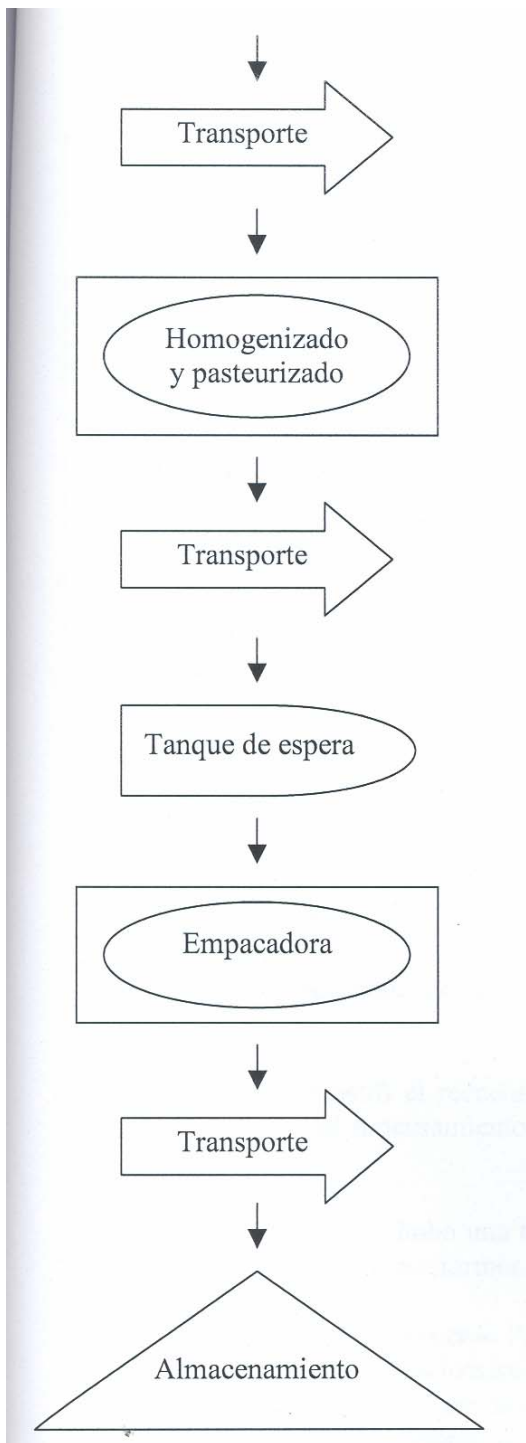 Transporte
Homogenizado
y pasteurizado
Transporte
Tanque de espera
Empacadora
Transporte
Almacenamiento